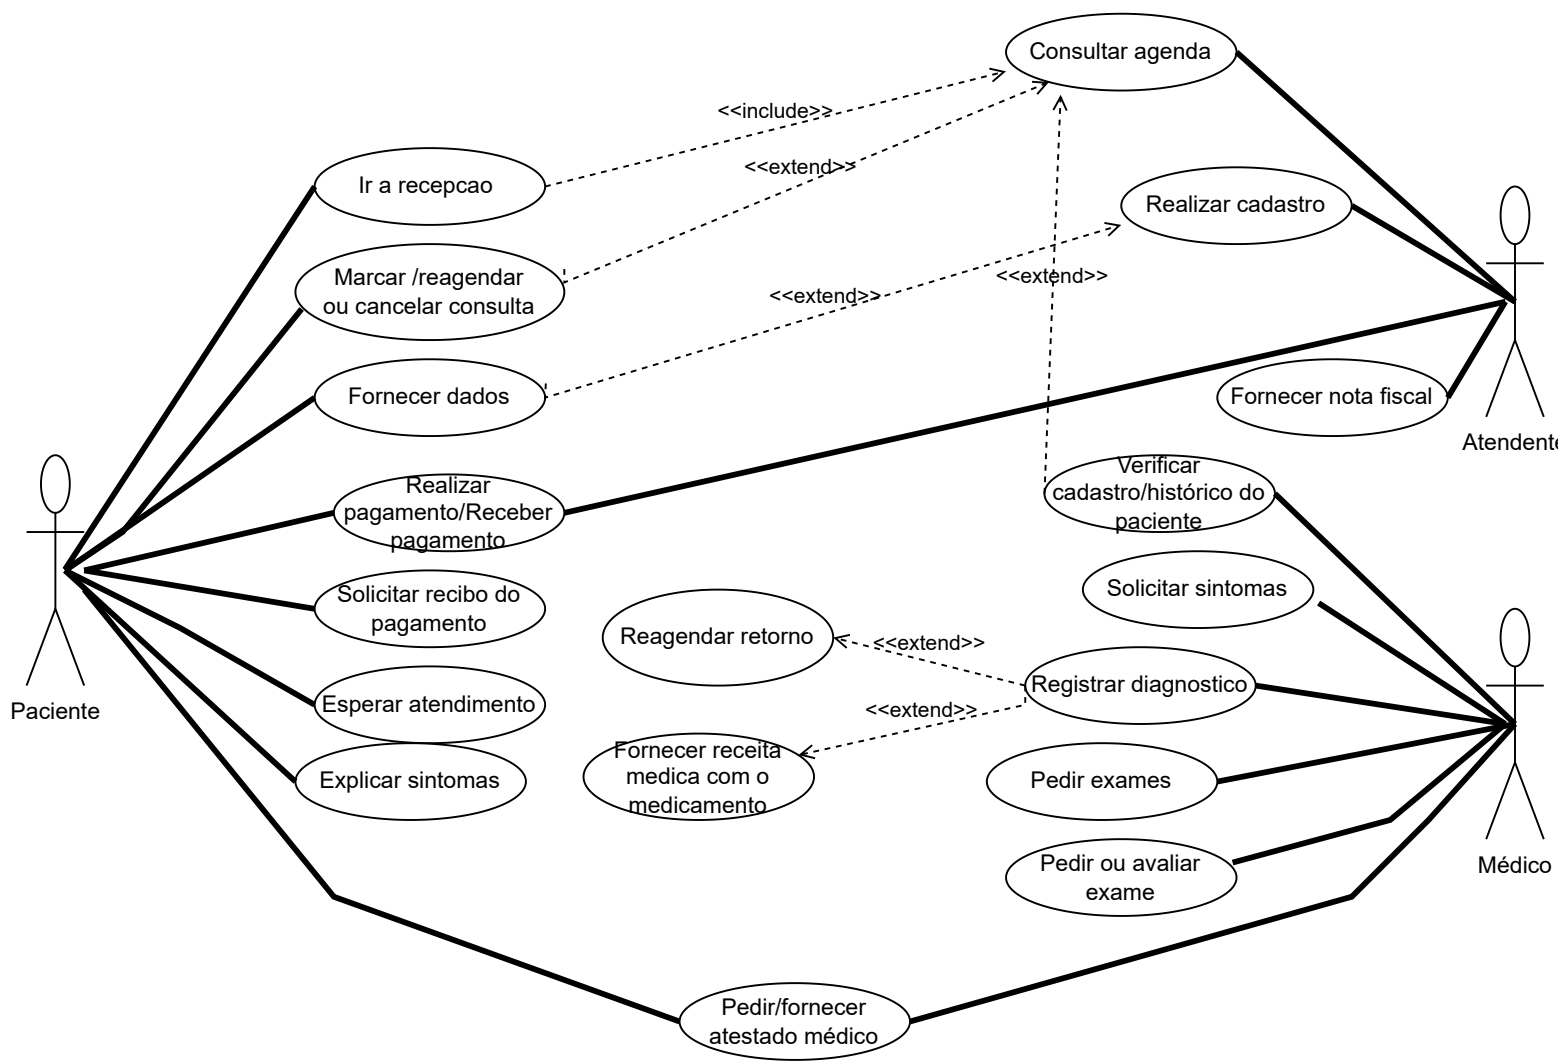 Consultar agenda
<<include>>
<<extend>>
Ir a recepcao
Realizar cadastro
Marcar /reagendar
ou cancelar consulta
<<extend>>
<<extend>>
Fornecer dados
Fornecer nota fiscal
Atendente
Realizar
pagamento/Receber
pagamento
Verificar
cadastro/histórico do
paciente
Solicitar recibo do
pagamento
Solicitar sintomas
Reagendar retorno
<<extend>>
Registrar diagnostico
Paciente
Esperar atendimento
<<extend>>
Fornecer receita
medica com o
medicamento
Explicar sintomas
Pedir exames
Pedir ou avaliar
exame
Médico
Pedir/fornecer
atestado médico